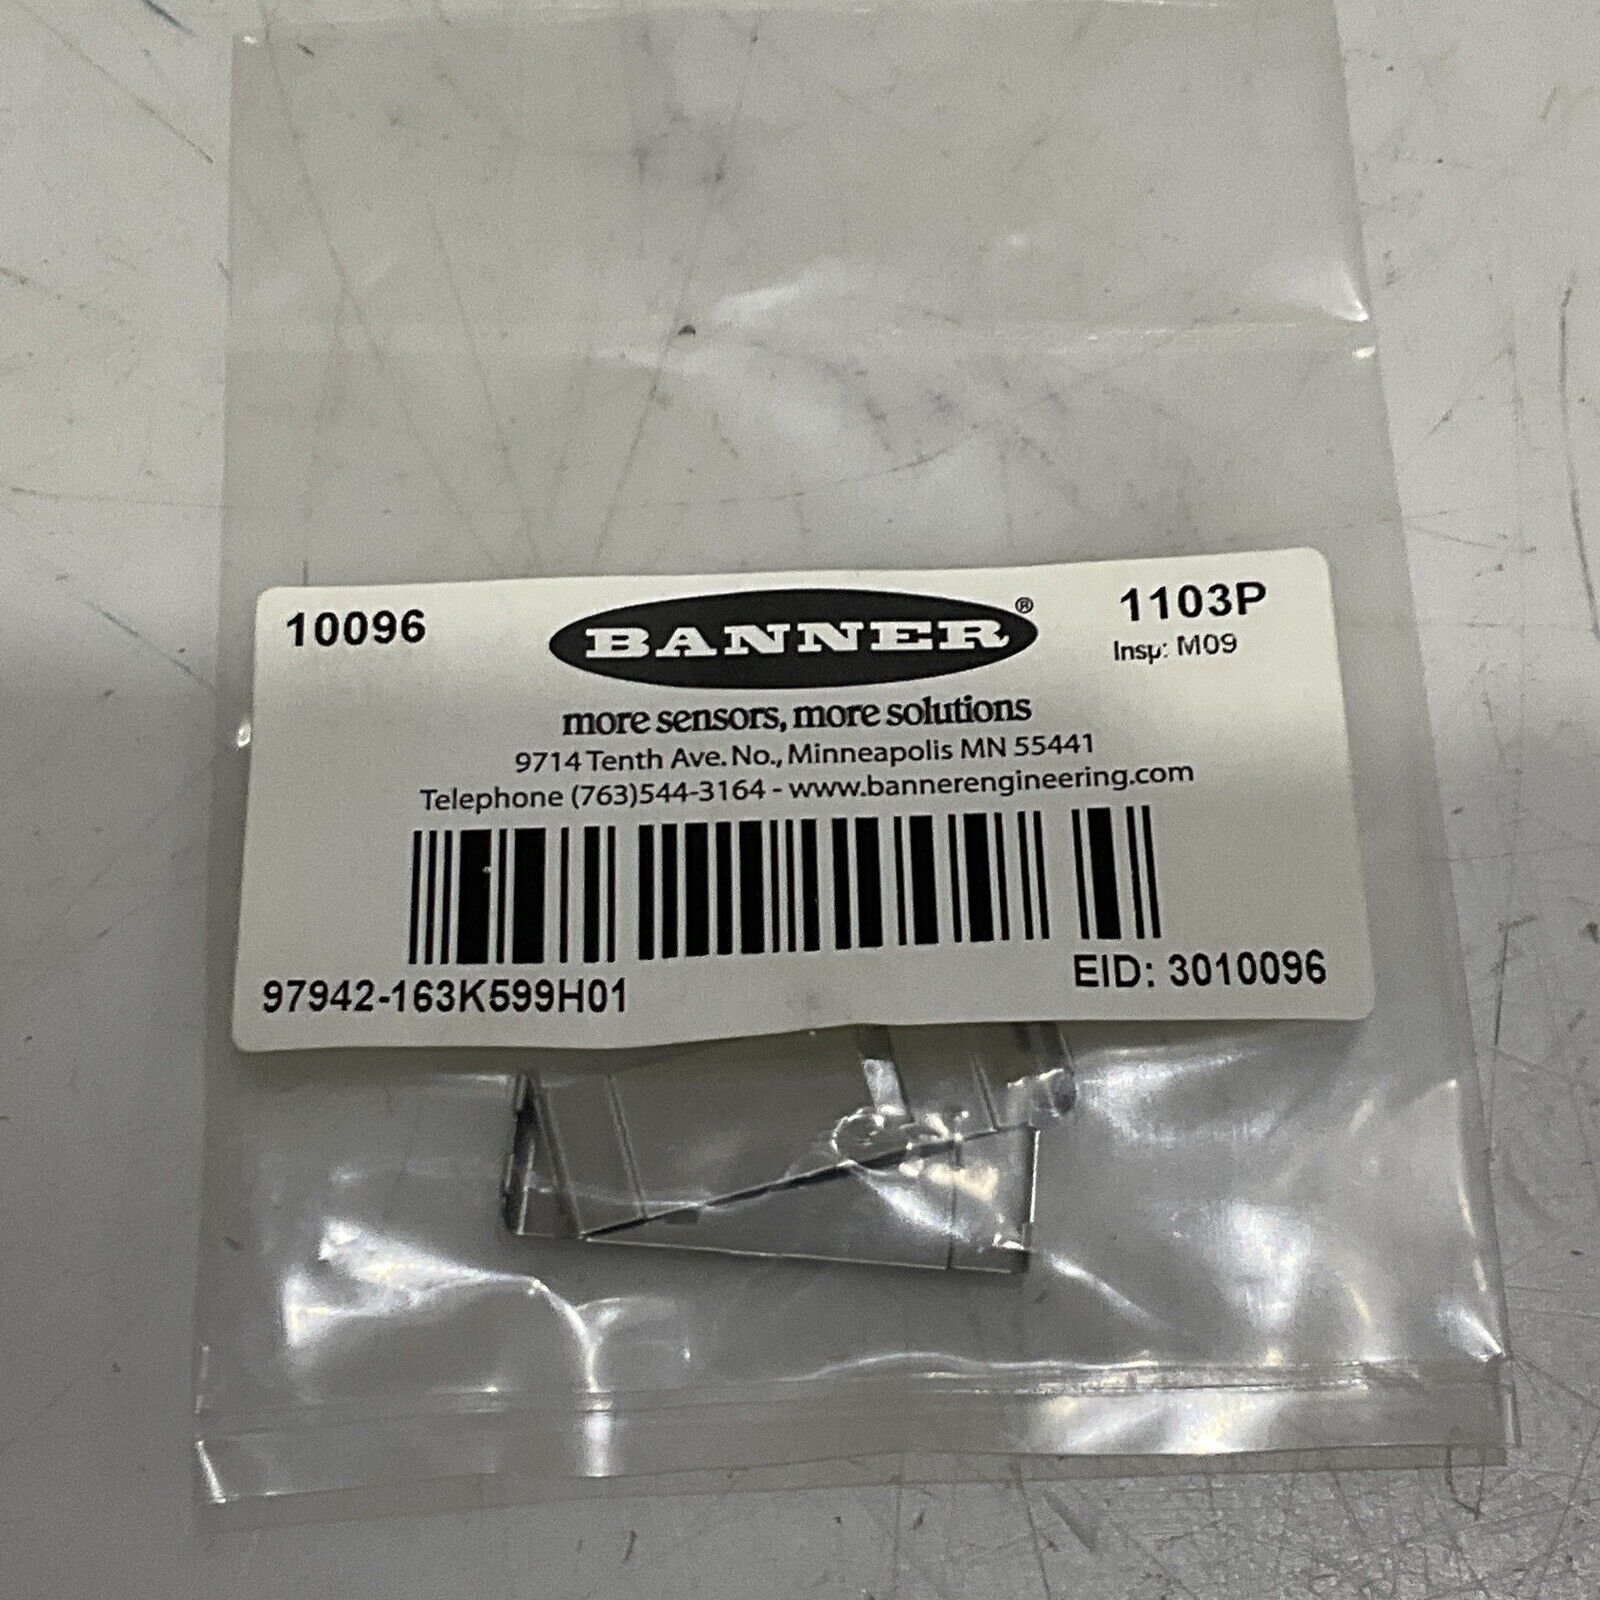 10096
BANNER®
1103P
Insp: M09
more sensors, more solutions
9714 Tenth Ave. No., Minneapolis MN 55441
Telephone (763)544-3164 - www.bannerengineering.com
97942-163K599H01
EID: 3010096